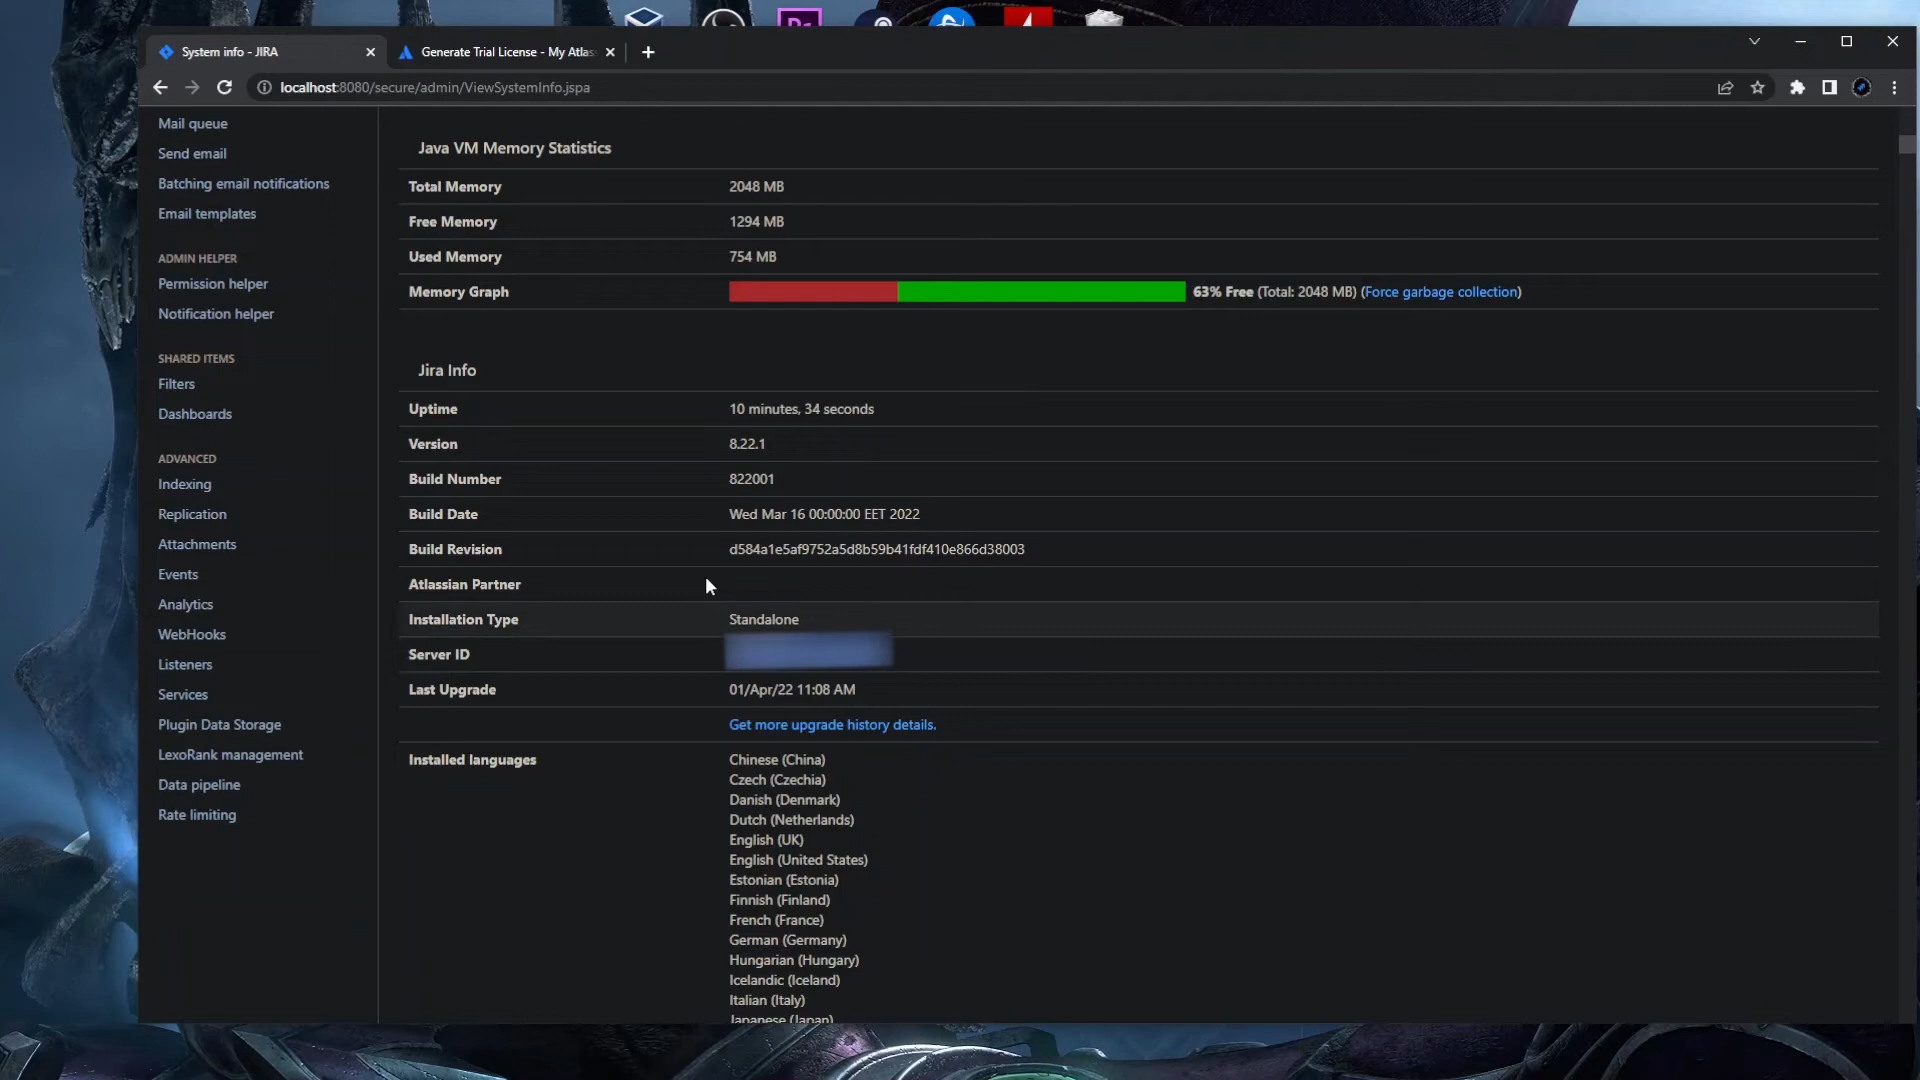 Pr
System info - JIRA
Generate Trial License - My Atlas
localhost:8080/secure/admin/ViewSystemInfo.jspa
Mail queue
Send email
Batching email notifications
Email templates
ADMIN HELPER
Permission helper
Notification helper
SHARED ITEMS
Filters
Dashboards
ADVANCED
Indexing
Replication
Attachments
Events
Analytics
WebHooks
Listeners
Services
Plugin Data Storage
LexoRank management
Data pipeline
Rate limiting
Java VM Memory Statistics
Total Memory 2048 MB
Free Memory 1294 MB
Used Memory 754 MB
Memory Graph 63% Free (Total: 2048 MB) (Force garbage collection)
Jira Info
Uptime 10 minutes, 34 seconds
Version 8.22.1
Build Number 822001
Build Date Wed Mar 16 00:00:00 EET 2022
Build Revision d584a1e5af9752a5d8b59b41fdf410e866d38003
Atlassian Partner
Installation Type Standalone
Server ID
Last Upgrade 01/Apr/22 11:08 AM
Get more upgrade history details.
Installed languages Chinese (China)
Czech (Czechia)
Danish (Denmark)
Dutch (Netherlands)
English (UK)
English (United States)
Estonian (Estonia)
Finnish (Finland)
French (France)
German (Germany)
Hungarian (Hungary)
Icelandic (Iceland)
Italian (Italy)
Japanese (Japan)